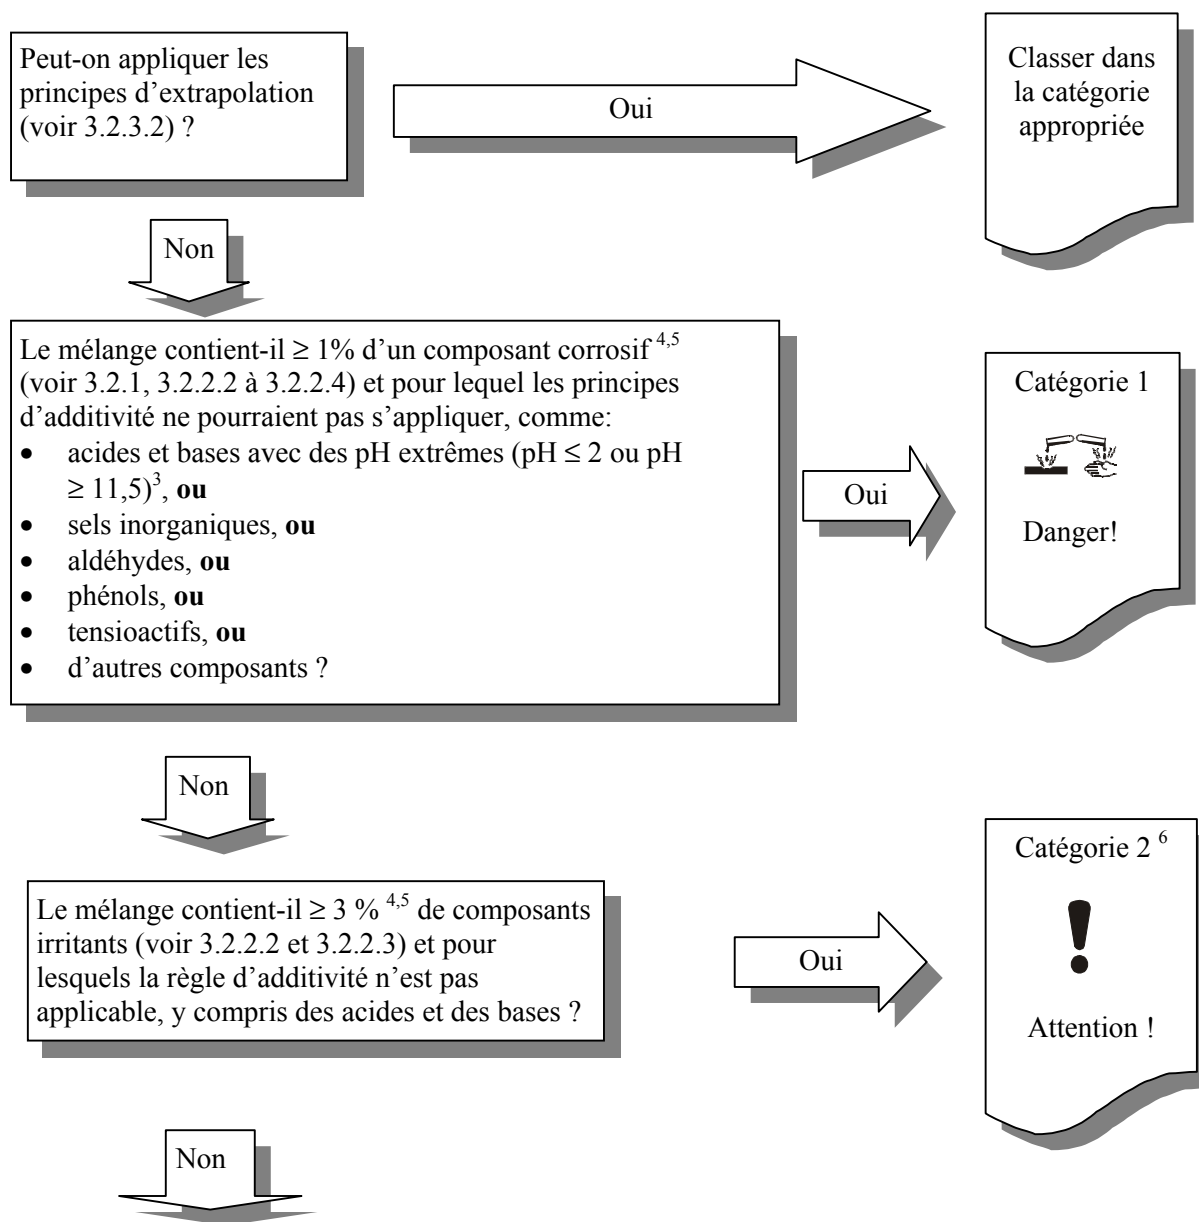 Peut-on appliquer les
principes d’extrapolation
(voir 3.2.3.2) ?
Oui
Classer dans
la catégorie
appropriée
Non
Le mélange contient-il ≥ 1% d’un composant corrosif 4,5
(voir 3.2.1, 3.2.2.2 à 3.2.2.4) et pour lequel les principes
d’additivité ne pourraient pas s’appliquer, comme:
• acides et bases avec des pH extrêmes (pH ≤ 2 ou pH
≥ 11,5)3, ou
• sels inorganiques, ou
• aldéhydes, ou
• phénols, ou
• tensioactifs, ou
• d’autres composants ?
Oui
Catégorie 1
Danger!
Non
Le mélange contient-il ≥ 3 % 4,5 de composants
irritants (voir 3.2.2.2 et 3.2.2.3) et pour
lesquels la règle d’additivité n’est pas
applicable, y compris des acides et des bases ?
Oui
Catégorie 2 6
Attention !
Non